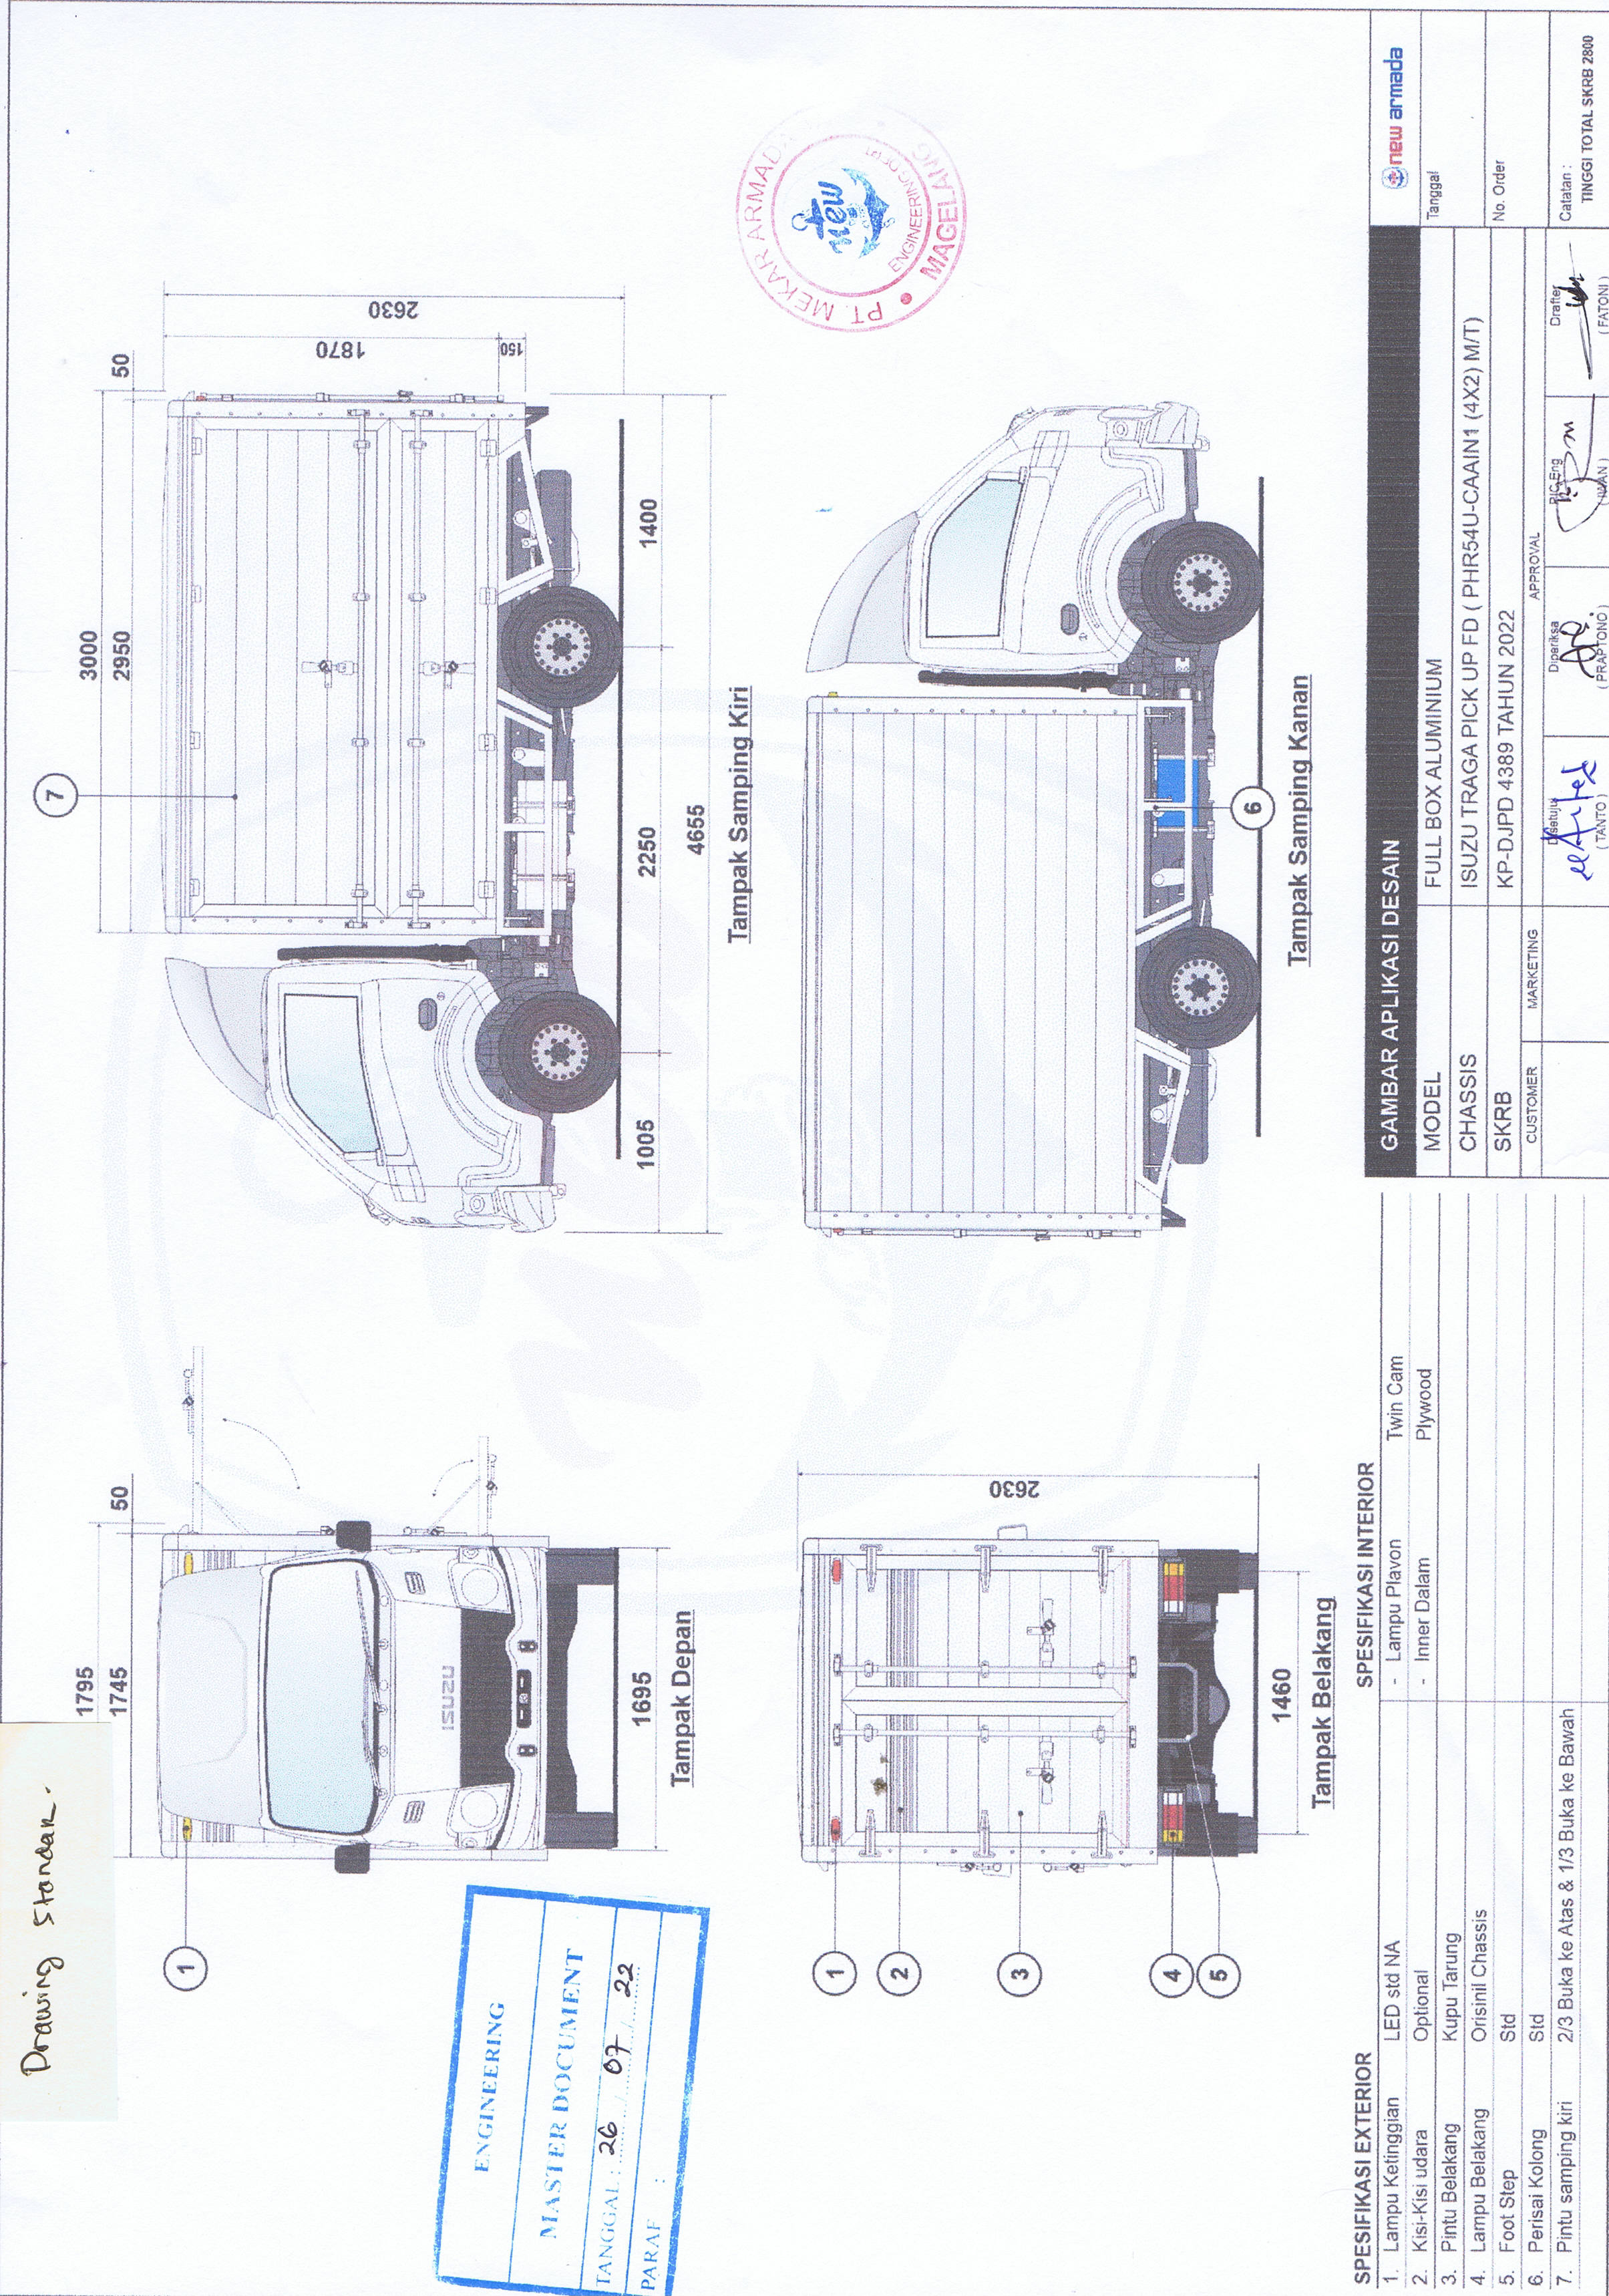 Drawing Standar.
1795
1745
50
1
ISUZU
1695
Tampak Depan
7
3000
2950
50
1870
2630
150
1005
2250
1400
4655
Tampak Samping Kiri
ENGINEERING
MASTER DOCUMENT
TANGGAL : 26 / 07 / 22
PARAF :
1
2
3
4
5
2630
1460
Tampak Belakang
6
Tampak Samping Kanan
PT. MEKAR ARMADA
new
ENGINEERING DEPT
MAGELANG
SPESIFIKASI EXTERIOR
1. Lampu Ketinggian LED std NA
2. Kisi-Kisi udara Optional
3. Pintu Belakang Kupu Tarung
4. Lampu Belakang Orisinil Chassis
5. Foot Step Std
6. Perisai Kolong Std
7. Pintu samping kiri 2/3 Buka ke Atas & 1/3 Buka ke Bawah
SPESIFIKASI INTERIOR
- Lampu Plavon Twin Cam
- Inner Dalam Plywood
GAMBAR APLIKASI DESAIN
MODEL FULL BOX ALUMINIUM
CHASSIS ISUZU TRAGA PICK UP FD ( PHR54U-CAAIN1 (4X2) M/T)
SKRB KP-DJPD 4389 TAHUN 2022
CUSTOMER MARKETING APPROVAL
Disetujui Diperiksa PIC Eng Drafter
( TANTO ) ( PRAPTONO ) ( IWAN ) ( FATONI )
new armada
Tanggal
No. Order
Catatan :
TINGGI TOTAL SKRB 2800